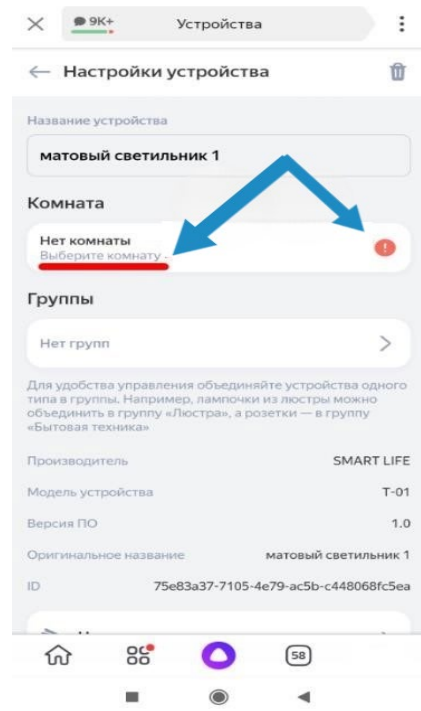 9K+ Устройства
Настройки устройства
Название устройства
матовый светильник 1
Комната
Нет комнаты
Выберите комнату -
!
Группы
Нет групп
Для удобства управления объединяйте устройства одного
типа в группы. Например, лампочки из люстры можно
объединить в группу «Люстра», а розетки — в группу
«Бытовая техника»
Производитель SMART LIFE
Модель устройства T-01
Версия ПО 1.0
Оригинальное название матовый светильник 1
ID 75e83a37-7105-4e79-ac5b-c448068fc5ea
58